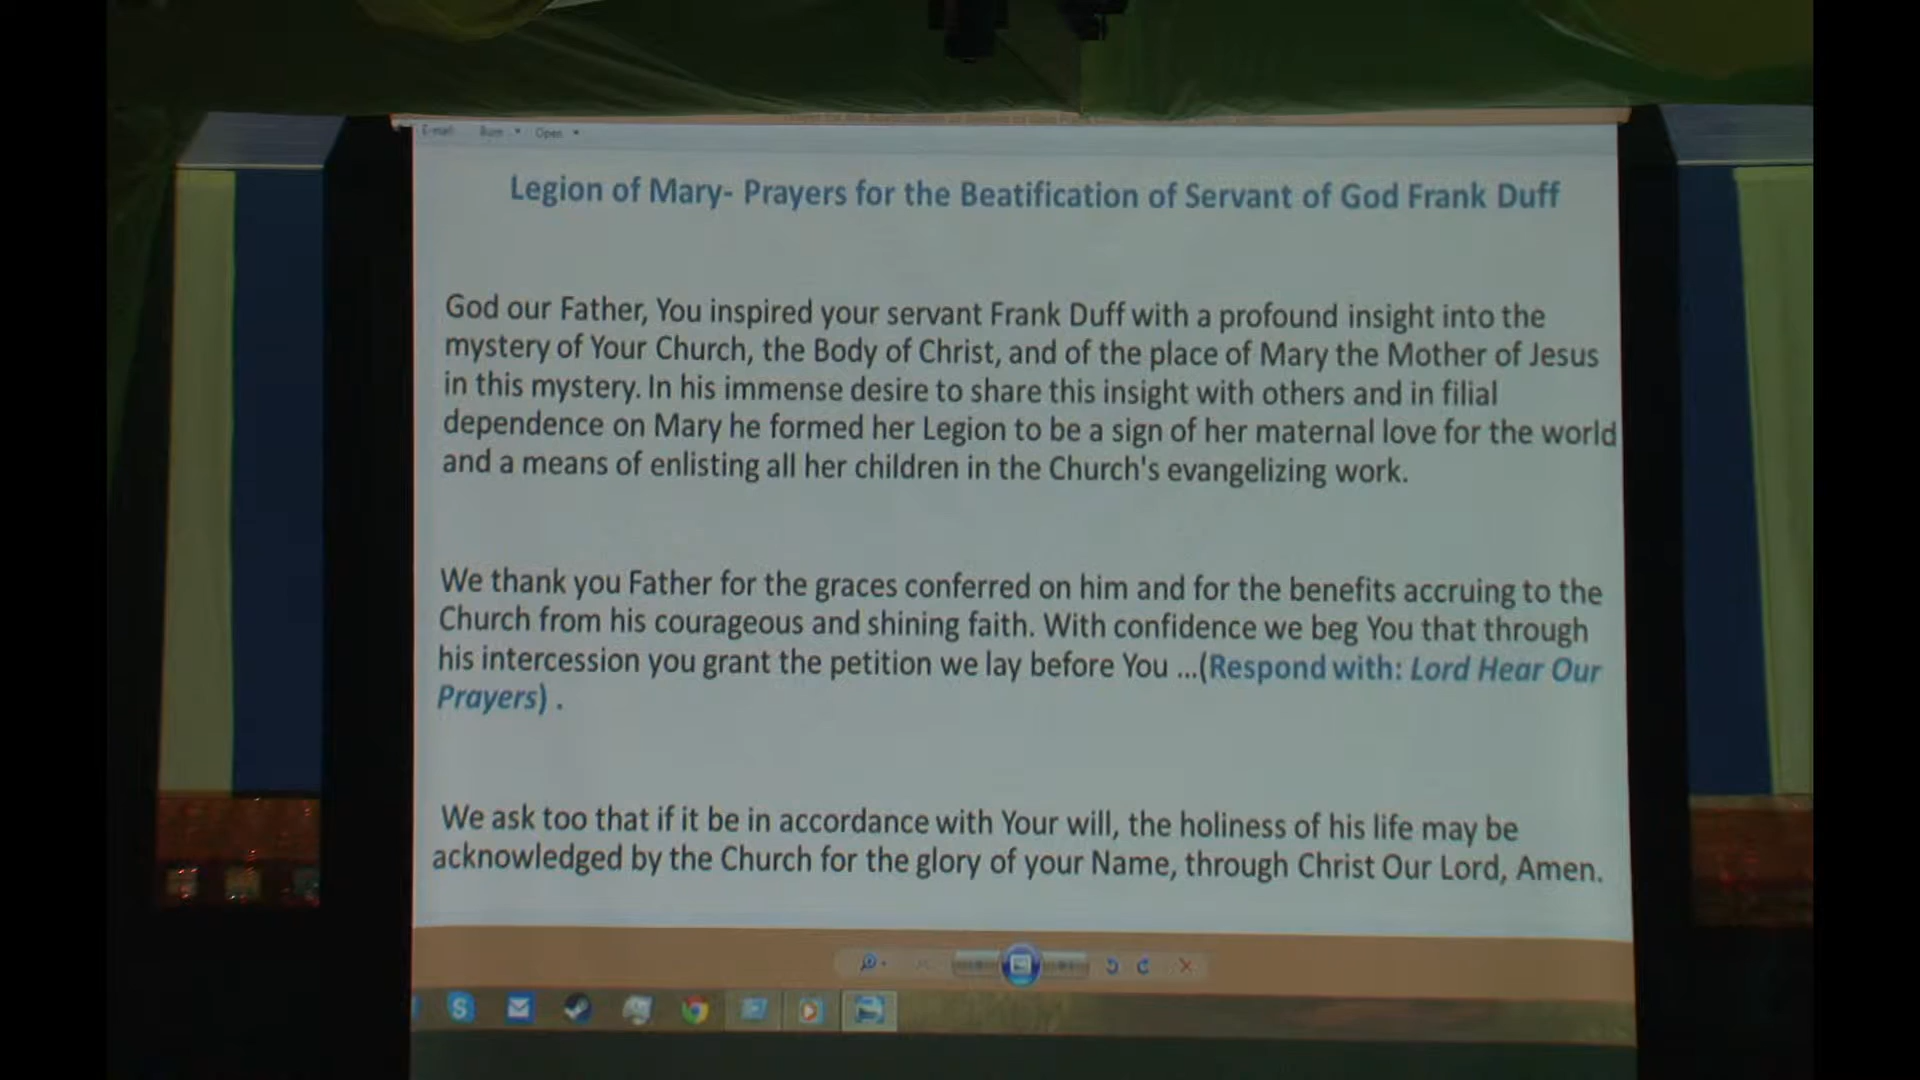 E-mail Burn Open
Legion of Mary- Prayers for the Beatification of Servant of God Frank Duff
God our Father, You inspired your servant Frank Duff with a profound insight into the
mystery of Your Church, the Body of Christ, and of the place of Mary the Mother of Jesus
in this mystery. In his immense desire to share this insight with others and in filial
dependence on Mary he formed her Legion to be a sign of her maternal love for the world
and a means of enlisting all her children in the Church's evangelizing work.
We thank you Father for the graces conferred on him and for the benefits accruing to the
Church from his courageous and shining faith. With confidence we beg You that through
his intercession you grant the petition we lay before You ...(Respond with: Lord Hear Our
Prayers) .
We ask too that if it be in accordance with Your will, the holiness of his life may be
acknowledged by the Church for the glory of your Name, through Christ Our Lord, Amen.